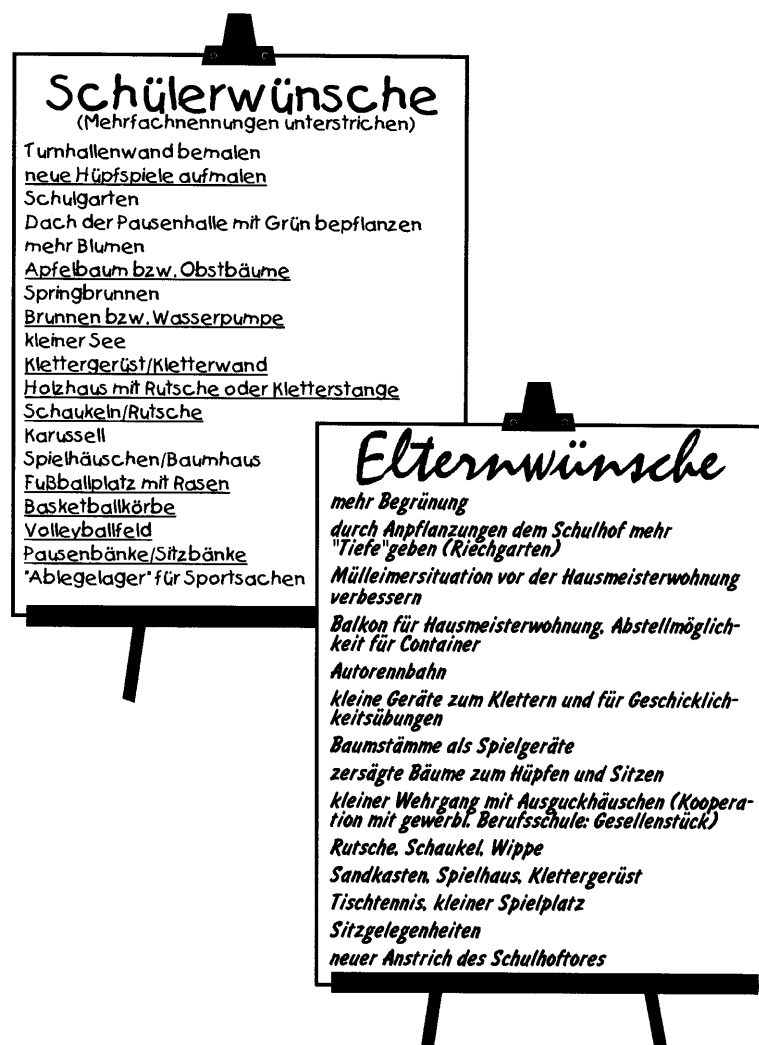 Schülerwünsche
(Mehrfachnennungen unterstrichen)
Turnhallenwand bemalen
neue Hüpfspiele aufmalen
Schulgarten
Dach der Pausenhalle mit Grün bepflanzen
mehr Blumen
Apfelbaum bzw. Obstbäume
Springbrunnen
Brunnen bzw. Wasserpumpe
kleiner See
Klettergerüst/Kletterwand
Holzhaus mit Rutsche oder Kletterstange
Schaukeln/Rutsche
Karussell
Spielhäuschen/Baumhaus
Fußballplatz mit Rasen
Basketballkörbe
Volleyballfeld
Pausenbänke/Sitzbänke
"Ablegelager" für Sportsachen
Elternwünsche
mehr Begrünung
durch Anpflanzungen dem Schulhof mehr
"Tiefe"geben (Riechgarten)
Mülleimersituation vor der Hausmeisterwohnung
verbessern
Balkon für Hausmeisterwohnung, Abstellmöglich-
keit für Container
Autorennbahn
kleine Geräte zum Klettern und für Geschicklich-
keitsübungen
Baumstämme als Spielgeräte
zersägte Bäume zum Hüpfen und Sitzen
kleiner Wehrgang mit Ausguckhäuschen (Koopera-
tion mit gewerbl. Berufsschule: Gesellenstück)
Rutsche, Schaukel, Wippe
Sandkasten, Spielhaus, Klettergerüst
Tischtennis, kleiner Spielplatz
Sitzgelegenheiten
neuer Anstrich des Schulhoftores